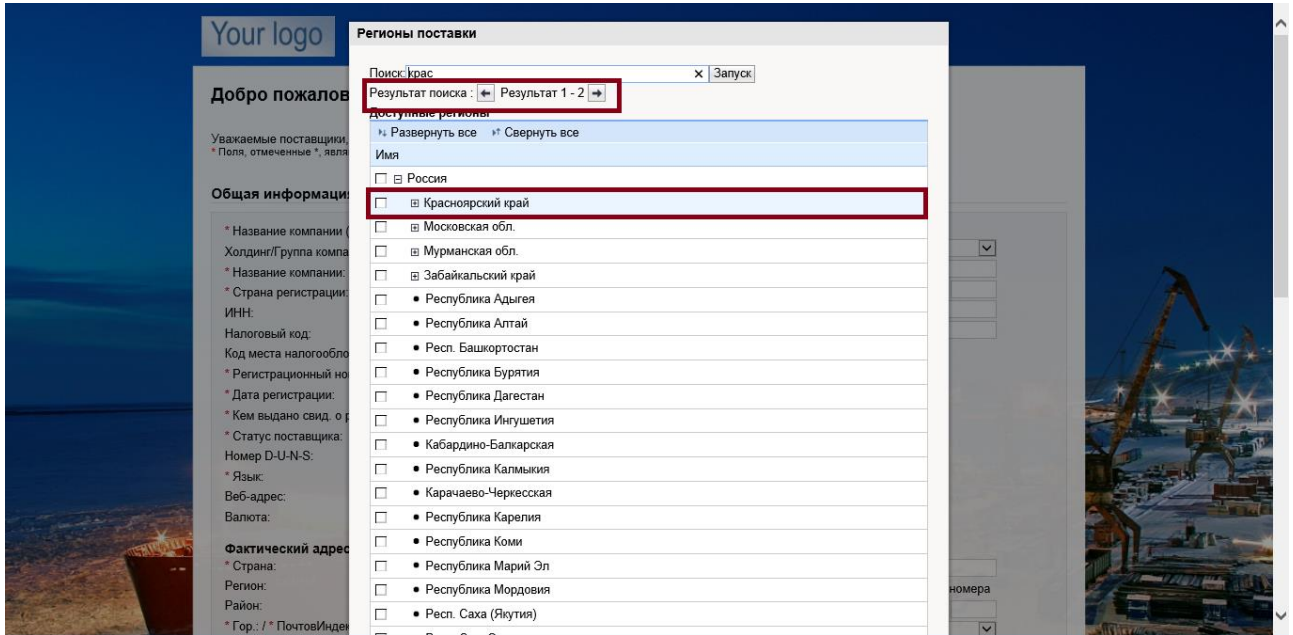 Your logo
Регионы поставки
Поиск: крас
Запуск
Добро пожалов
Результат поиска : Результат 1 - 2
Доступные регионы
Уважаемые поставщики,
* Поля, отмеченные *, явля
Развернуть все Свернуть все
Имя
Россия
Общая информаци
Красноярский край
* Название компании (
Московская обл.
Холдинг/Группа компа
Мурманская обл.
* Название компании:
Забайкальский край
* Страна регистрации:
Республика Адыгея
ИНН:
Республика Алтай
Налоговый код:
Респ. Башкортостан
Код места налогообло
Республика Бурятия
* Регистрационный но
Республика Дагестан
* Дата регистрации:
Республика Ингушетия
* Кем выдано свид. о р
Кабардино-Балкарская
* Статус поставщика:
Республика Калмыкия
Номер D-U-N-S:
Карачаево-Черкесская
* Язык:
Республика Карелия
Веб-адрес:
Республика Коми
Валюта:
Фактический адрес
Республика Марий Эл
* Страна:
Республика Мордовия
Регион:
номера
Район:
Респ. Саха (Якутия)
* Гор.: / * ПочтовИндек